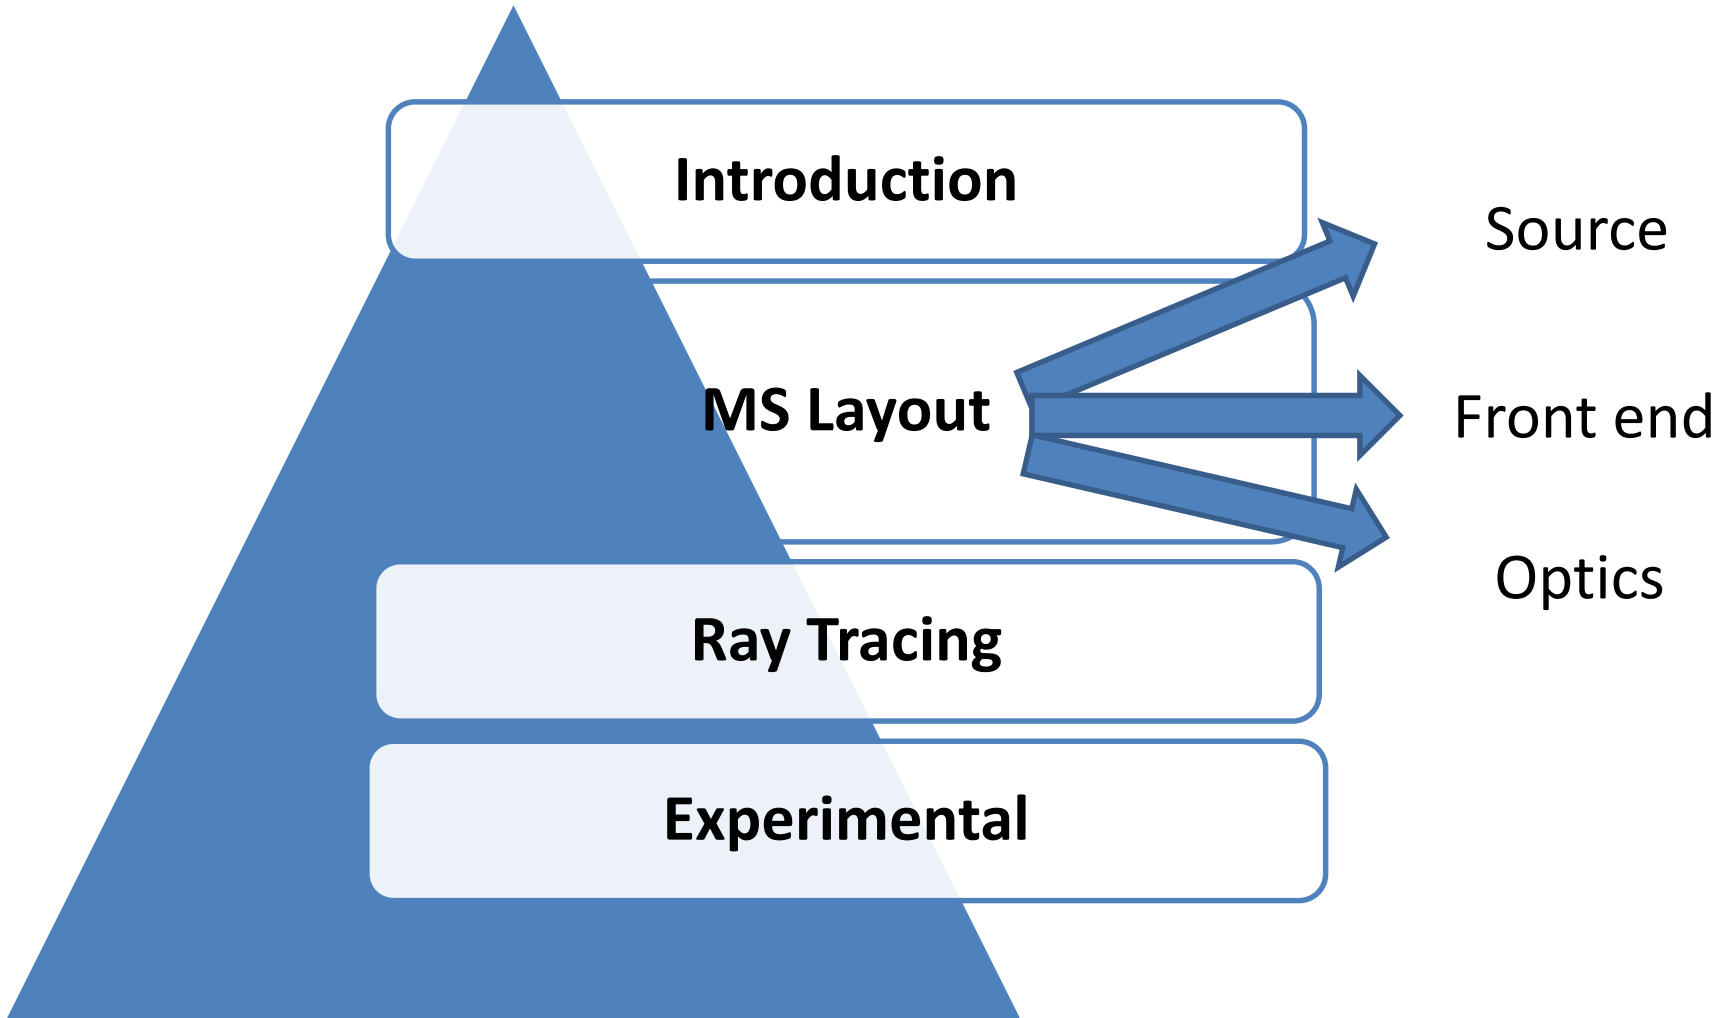 Introduction
Source
MS Layout
Front end
Optics
Ray Tracing
Experimental